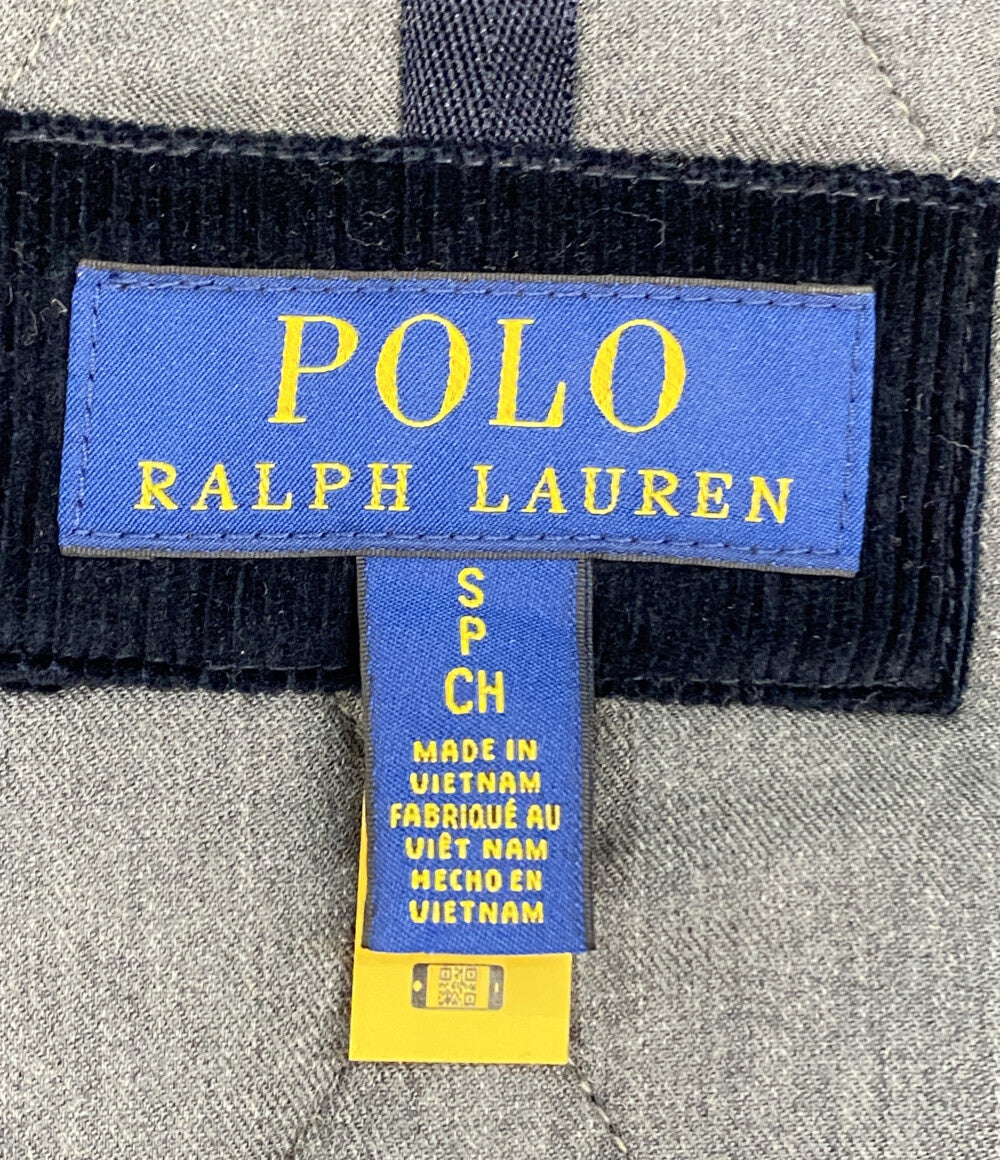 POLO
RALPH LAUREN
S
P
CH
MADE IN
VIETNAM
FABRIQUÉ AU
VIÊT NAM
HECHO EN
VIETNAM